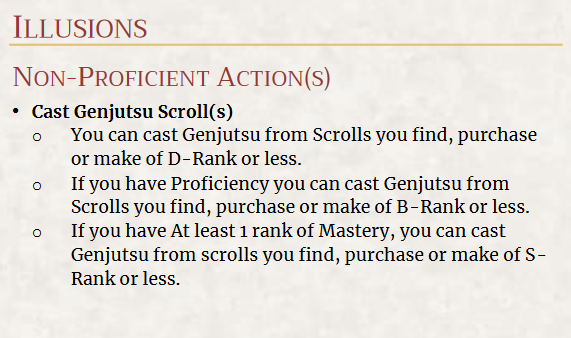 ILLUSIONS
NON-PROFICIENT ACTION(S)
• Cast Genjutsu Scroll(s)
o You can cast Genjutsu from Scrolls you find, purchase
or make of D-Rank or less.
o If you have Proficiency you can cast Genjutsu from
Scrolls you find, purchase or make of B-Rank or less.
o If you have At least 1 rank of Mastery, you can cast
Genjutsu from scrolls you find, purchase or make of S-
Rank or less.